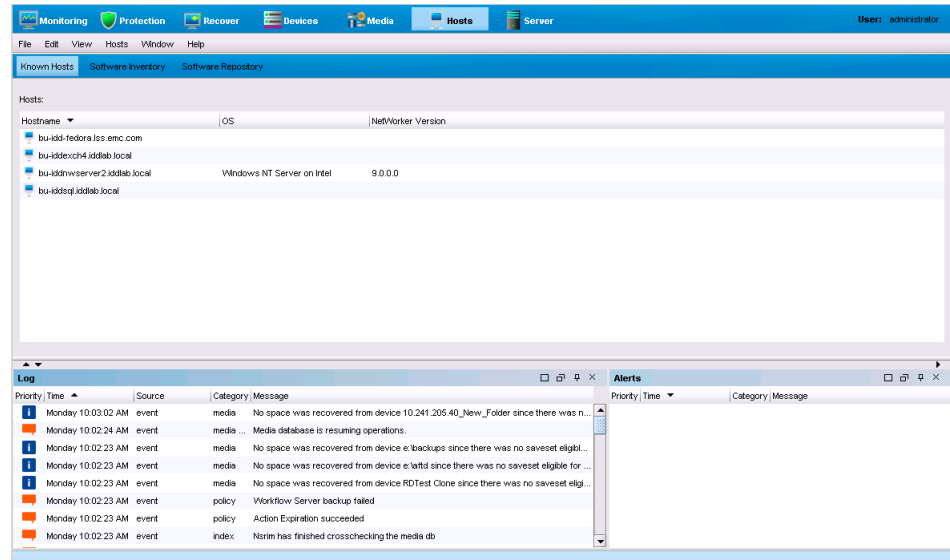 Monitoring Protection Recover Devices Media Hosts Server User: administrator
File Edit View Hosts Window Help
Known Hosts Software Inventory Software Repository
Hosts:
Hostname OS NetWorker Version
bu-idd-fedora.lss.emc.com
bu-iddexch4.iddlab.local
bu-iddnwserver2.iddlab.local Windows NT Server on Intel 9.0.0.0
bu-iddsql.iddlab.local
Log Alerts
Priority Time Source Category Message Priority Time Category Message
Monday 10:03:02 AM event media No space was recovered from device 10.241.205.40_New_Folder since there was n...
Monday 10:02:24 AM event media ... Media database is resuming operations.
Monday 10:02:23 AM event media No space was recovered from device e:\backups since there was no saveset eligibl...
Monday 10:02:23 AM event media No space was recovered from device e:\aftd since there was no saveset eligible for ...
Monday 10:02:23 AM event media No space was recovered from device RDTest Clone since there was no saveset eligi...
Monday 10:02:23 AM event policy Workflow Server backup failed
Monday 10:02:23 AM event policy Action Expiration succeeded
Monday 10:02:23 AM event index Nsrim has finished crosschecking the media db